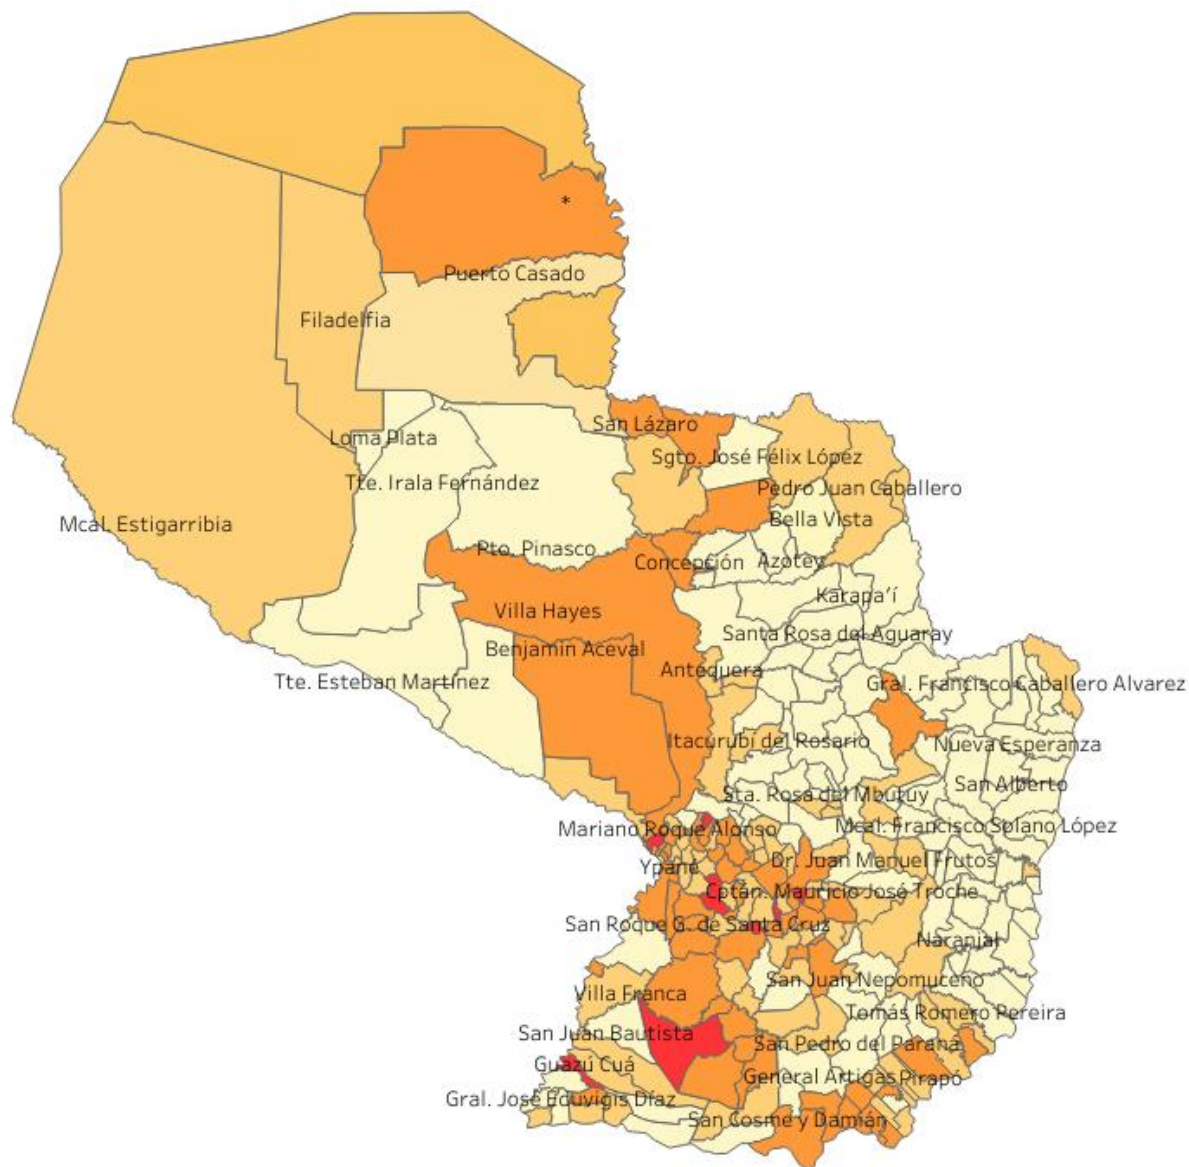 *
Puerto Casado
Filadelfia
San Lázaro
Loma Plata
Sgto. José Félix López
Tte. Irala Fernández
Pedro Juan Caballero
Mcal. Estigarribia
Bella Vista
Pto. Pinasco
Concepción
Azotey
Karapa'í
Villa Hayes
Santa Rosa del Aguaray
Benjamín Aceval
Antequera
Tte. Esteban Martínez
Gral. Francisco Caballero Alvarez
Itacurubí del Rosario
Nueva Esperanza
San Alberto
Sta. Rosa del Mbutuy
Mariano Roque Alonso
Mcal. Francisco Solano López
Ypané
Dr. Juan Manuel Frutos
Cptán. Mauricio José Troche
San Roque G. de Santa Cruz
Naranjal
San Juan Nepomuceno
Villa Franca
Tomás Romero Pereira
San Juan Bautista
San Pedro del Paraná
Guazú Cuá
General Artigas
Pirapó
Gral. José Eduvigis Díaz
San Cosme y Damián